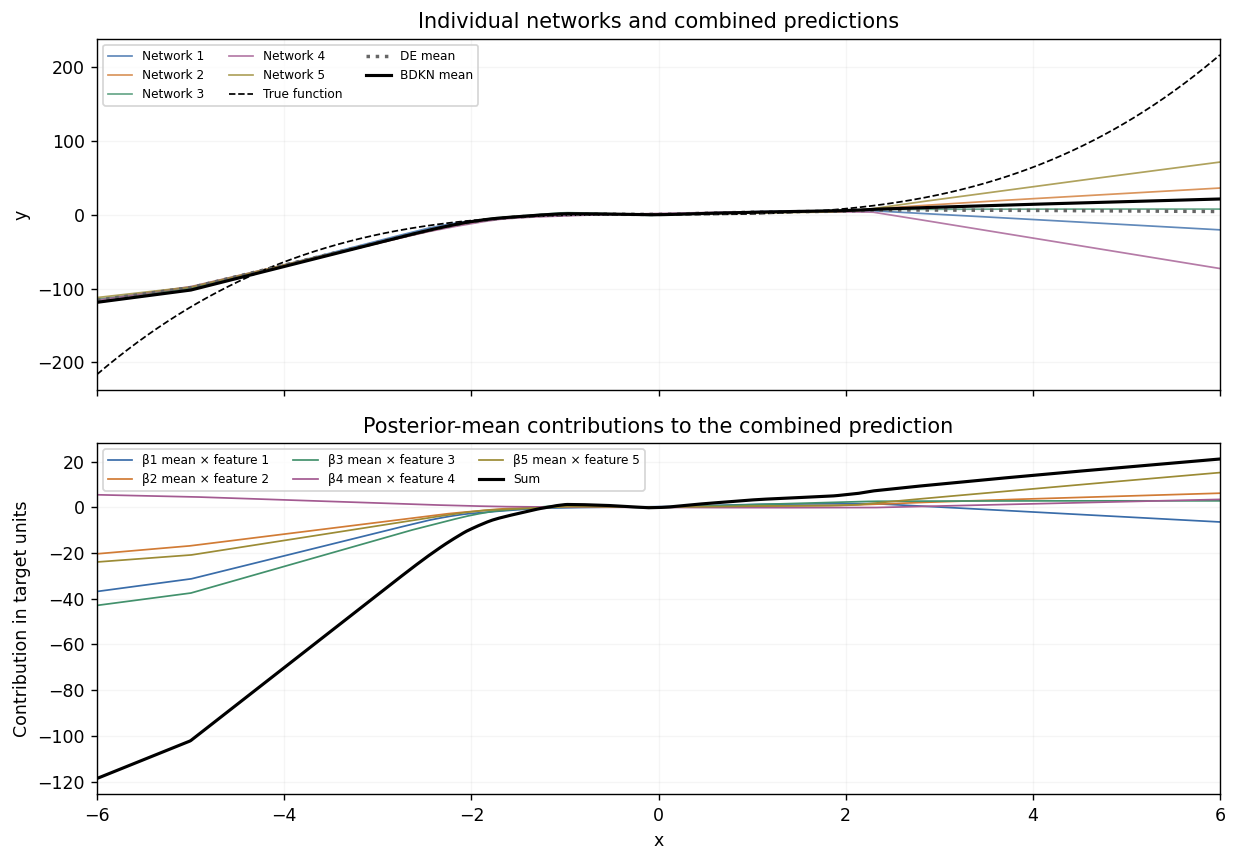 Individual networks and combined predictions
Network 1
Network 2
Network 3
Network 4
Network 5
True function
DE mean
BDKN mean
200
100
0
−100
−200
y
Posterior-mean contributions to the combined prediction
β1 mean × feature 1
β2 mean × feature 2
β3 mean × feature 3
β4 mean × feature 4
β5 mean × feature 5
Sum
20
0
−20
−40
−60
−80
−100
−120
Contribution in target units
−6
−4
−2
0
2
4
6
x